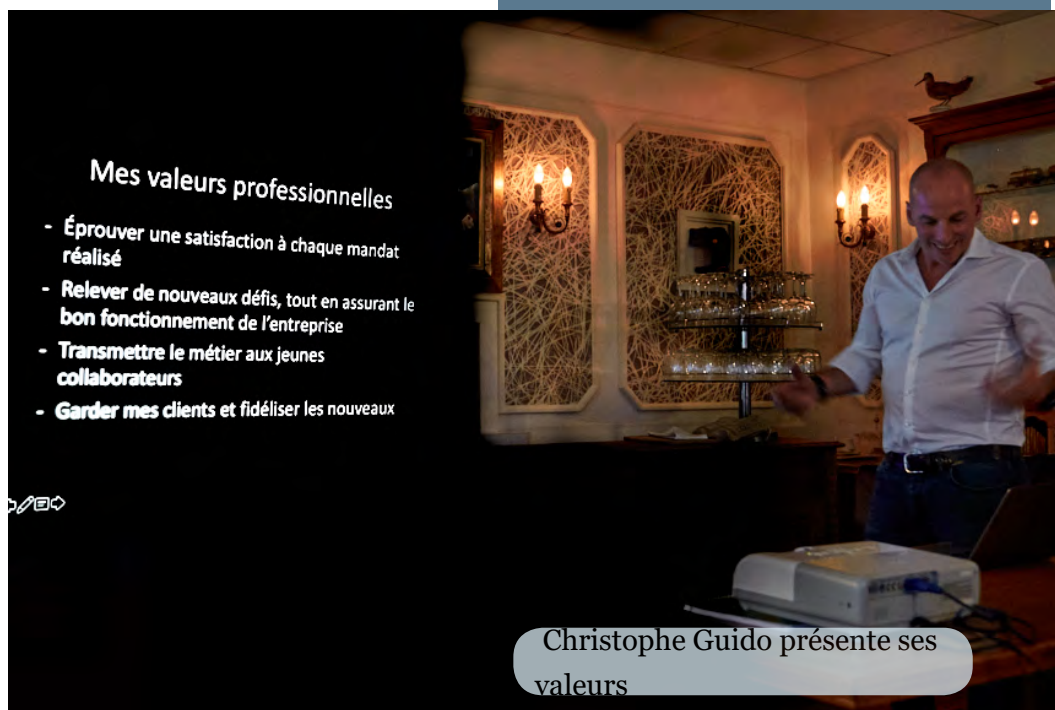 Mes valeurs professionnelles
- Éprouver une satisfaction à chaque mandat
réalisé
- Relever de nouveaux défis, tout en assurant le
bon fonctionnement de l'entreprise
- Transmettre le métier aux jeunes
collaborateurs
- Garder mes clients et fidéliser les nouveaux
Christophe Guido présente ses
valeurs